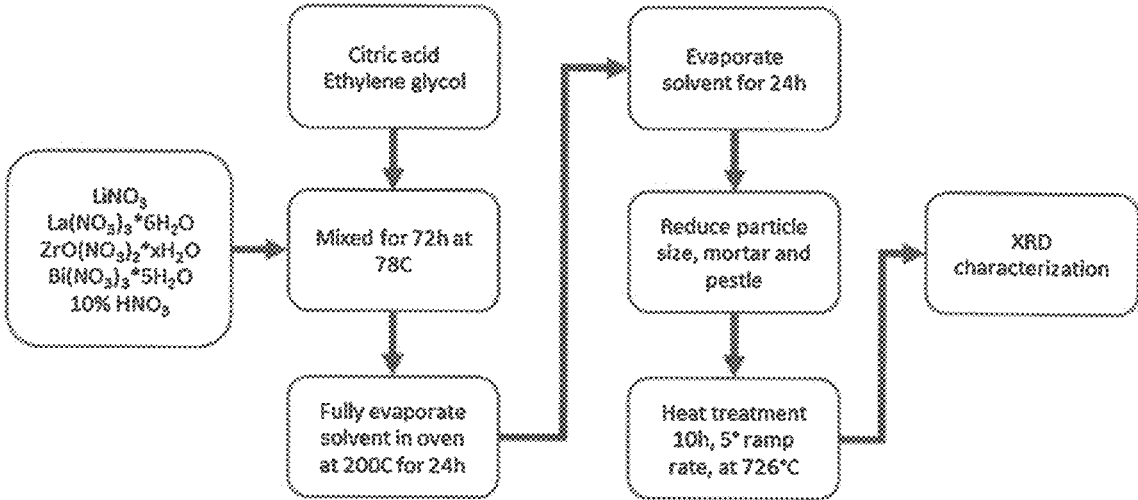 Citric acid
Ethylene glycol
LiNO₃
La(NO₃)₃*6H₂O
ZrO(NO₃)₂*xH₂O
Bi(NO₃)₃*5H₂O
10% HNO₃
Mixed for 72h at
78C
Fully evaporate
solvent in oven
at 200C for 24h
Evaporate
solvent for 24h
Reduce particle
size, mortar and
pestle
Heat treatment
10h, 5° ramp
rate, at 726°C
XRD
characterization